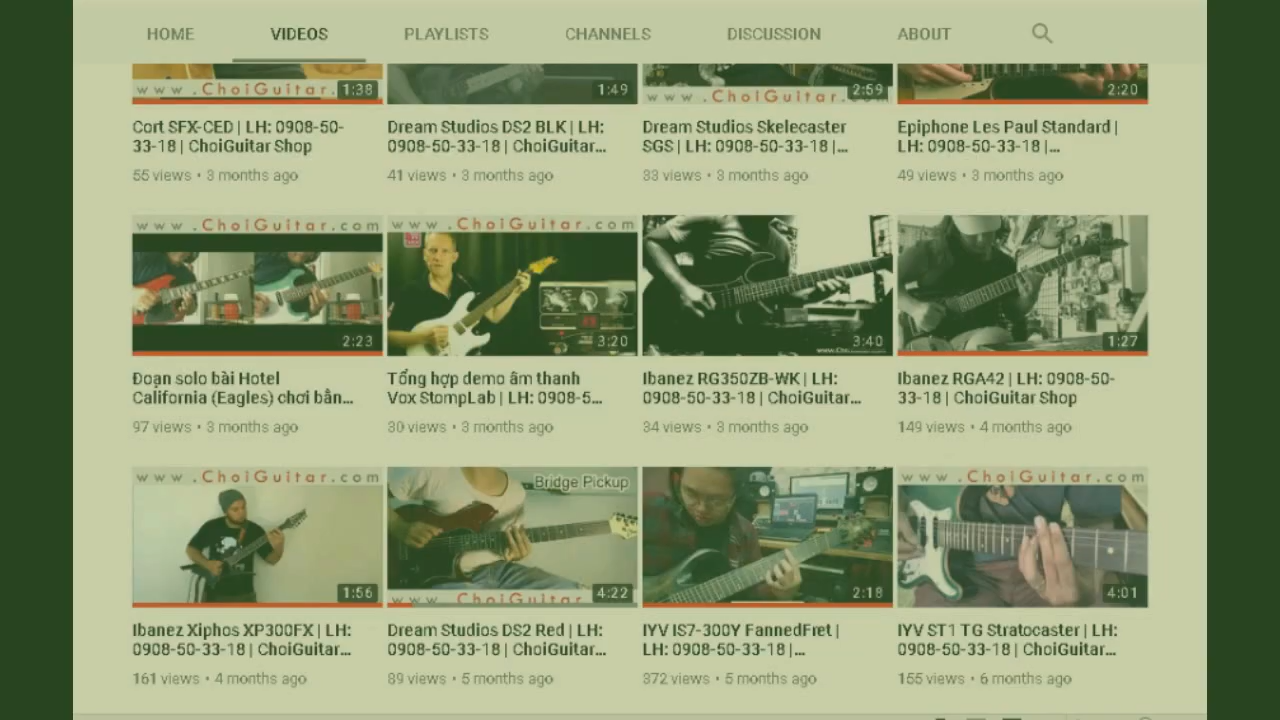 HOME VIDEOS PLAYLISTS CHANNELS DISCUSSION ABOUT
www.ChoiGuitar. 1:38
1:49
www.ChoiGuitar. 2:59
2:20
Cort SFX-CED | LH: 0908-50-
33-18 | ChoiGuitar Shop
55 views • 3 months ago
Dream Studios DS2 BLK | LH:
0908-50-33-18 | ChoiGuitar...
41 views • 3 months ago
Dream Studios Skelecaster
SGS | LH: 0908-50-33-18 |...
33 views • 3 months ago
Epiphone Les Paul Standard |
LH: 0908-50-33-18 |...
49 views • 3 months ago
www.ChoiGuitar.com
2:23
www.ChoiGuitar.com
3:20
3:40
1:27
Đoạn solo bài Hotel
California (Eagles) chơi bằn...
97 views • 3 months ago
Tổng hợp demo âm thanh
Vox StompLab | LH: 0908-5...
30 views • 3 months ago
Ibanez RG350ZB-WK | LH:
0908-50-33-18 | ChoiGuitar...
34 views • 3 months ago
Ibanez RGA42 | LH: 0908-50-
33-18 | ChoiGuitar Shop
149 views • 4 months ago
www.ChoiGuitar.com
1:56
Bridge Pickup
www.ChoiGuitar. 4:22
2:18
www.ChoiGuitar.com
4:01
Ibanez Xiphos XP300FX | LH:
0908-50-33-18 | ChoiGuitar...
161 views • 4 months ago
Dream Studios DS2 Red | LH:
0908-50-33-18 | ChoiGuitar...
89 views • 5 months ago
IYV IS7-300Y FannedFret |
LH: 0908-50-33-18 |...
372 views • 5 months ago
IYV ST1 TG Stratocaster | LH:
0908-50-33-18 | ChoiGuitar...
155 views • 6 months ago